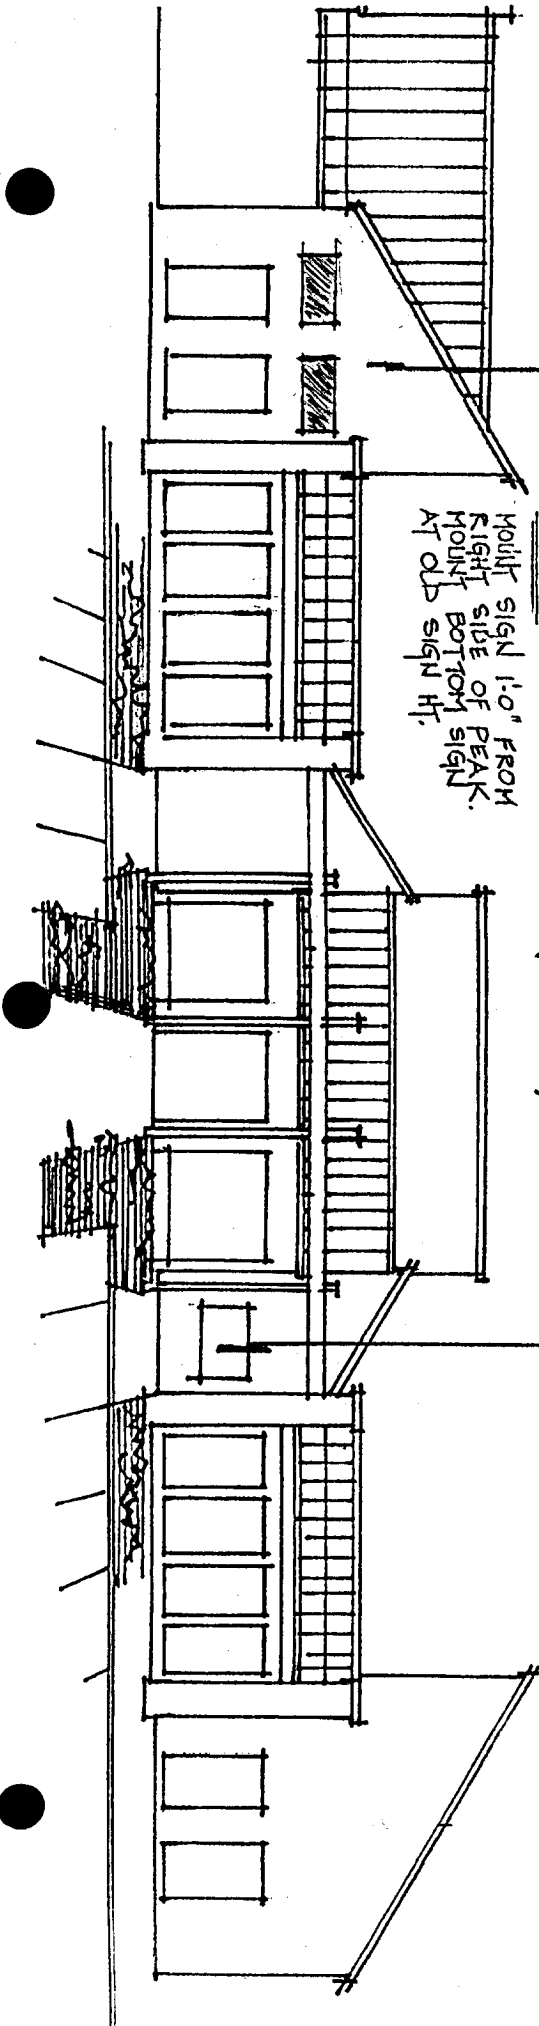 MOUNT SIGN 1'-0" FROM
RIGHT SIDE OF PEAK.
MOUNT BOTTOM SIGN
AT OLD SIGN HT.